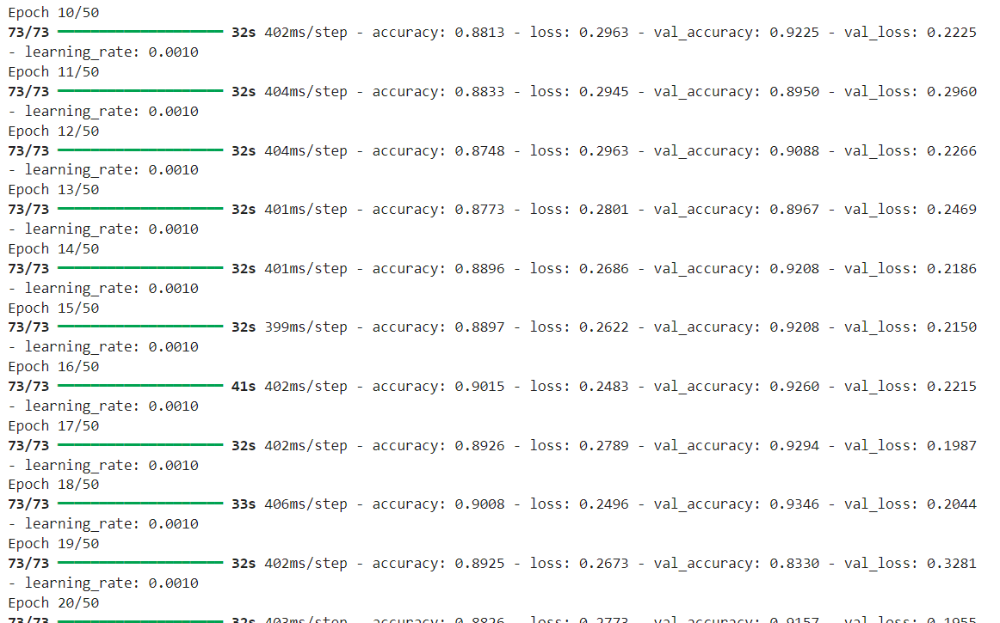 Epoch 10/50
73/73 32s 402ms/step - accuracy: 0.8813 - loss: 0.2963 - val_accuracy: 0.9225 - val_loss: 0.2225
- learning_rate: 0.0010
Epoch 11/50
73/73 32s 404ms/step - accuracy: 0.8833 - loss: 0.2945 - val_accuracy: 0.8950 - val_loss: 0.2960
- learning_rate: 0.0010
Epoch 12/50
73/73 32s 404ms/step - accuracy: 0.8748 - loss: 0.2963 - val_accuracy: 0.9088 - val_loss: 0.2266
- learning_rate: 0.0010
Epoch 13/50
73/73 32s 401ms/step - accuracy: 0.8773 - loss: 0.2801 - val_accuracy: 0.8967 - val_loss: 0.2469
- learning_rate: 0.0010
Epoch 14/50
73/73 32s 401ms/step - accuracy: 0.8896 - loss: 0.2686 - val_accuracy: 0.9208 - val_loss: 0.2186
- learning_rate: 0.0010
Epoch 15/50
73/73 32s 399ms/step - accuracy: 0.8897 - loss: 0.2622 - val_accuracy: 0.9208 - val_loss: 0.2150
- learning_rate: 0.0010
Epoch 16/50
73/73 41s 402ms/step - accuracy: 0.9015 - loss: 0.2483 - val_accuracy: 0.9260 - val_loss: 0.2215
- learning_rate: 0.0010
Epoch 17/50
73/73 32s 402ms/step - accuracy: 0.8926 - loss: 0.2789 - val_accuracy: 0.9294 - val_loss: 0.1987
- learning_rate: 0.0010
Epoch 18/50
73/73 33s 406ms/step - accuracy: 0.9008 - loss: 0.2496 - val_accuracy: 0.9346 - val_loss: 0.2044
- learning_rate: 0.0010
Epoch 19/50
73/73 32s 402ms/step - accuracy: 0.8925 - loss: 0.2673 - val_accuracy: 0.8330 - val_loss: 0.3281
- learning_rate: 0.0010
Epoch 20/50
73/73 32s 403ms/step - accuracy: 0.8826 - loss: 0.2773 - val_accuracy: 0.9157 - val_loss: 0.1955